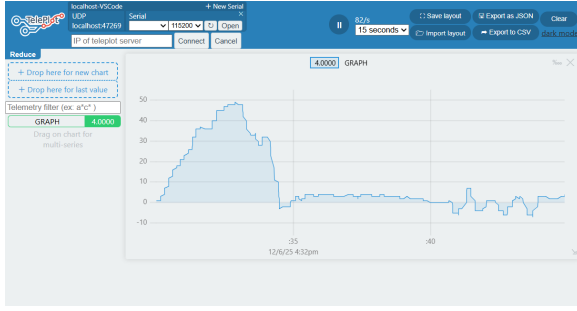 Teleplot
localhost-VSCode
+ New Serial
UDP
localhost:47269
Serial
×
115200
Open
IP of teleplot server
Connect
Cancel
82/s
15 seconds
Save layout
Import layout
Export as JSON
Export to CSV
Clear
dark mode
Reduce
+ Drop here for new chart
+ Drop here for last value
Telemetry filter (ex: a*c* )
GRAPH 4.0000
Drag on chart for
multi-series
4.0000 GRAPH
50
40
30
20
10
0
-10
:35
:40
12/6/25 4:32pm